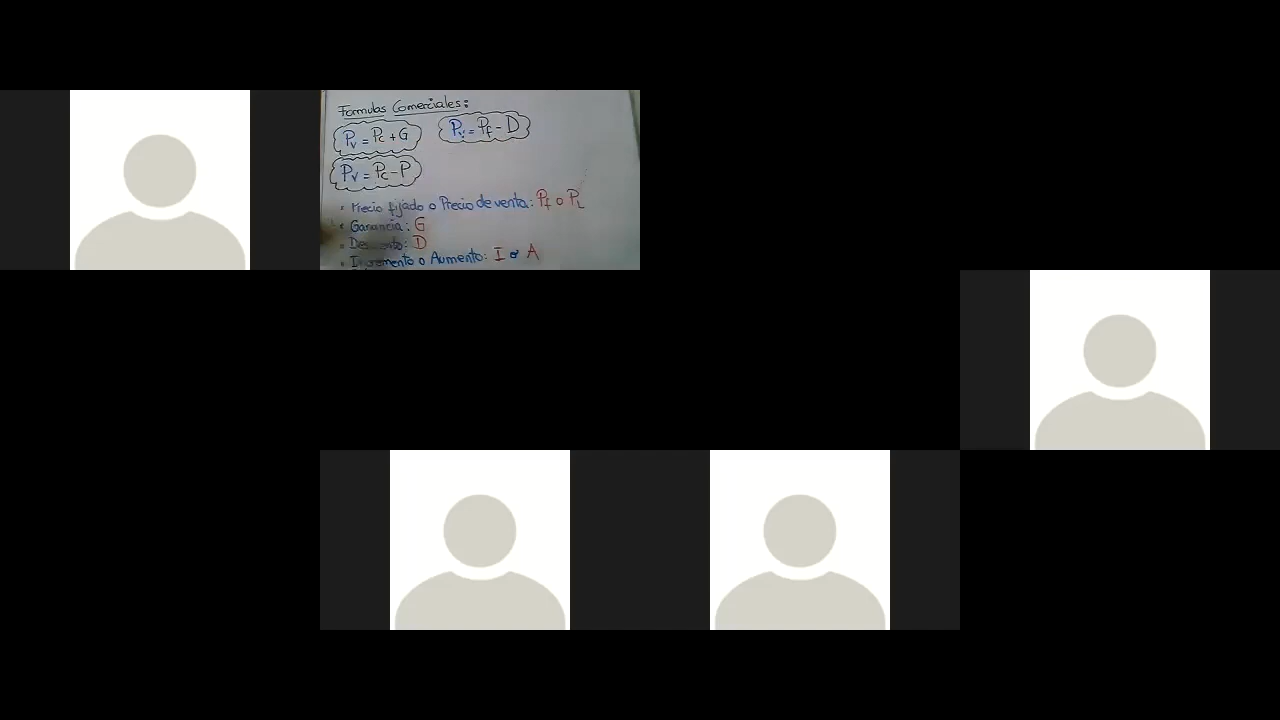 Formulas Comerciales:
Pv = Pc + G Pv = Pf - D
Pv = Pc - P
• Precio fijado o Precio de venta: Pf o PL
• Ganancia: G
• Descuento: D
• Incremento o Aumento: I o A